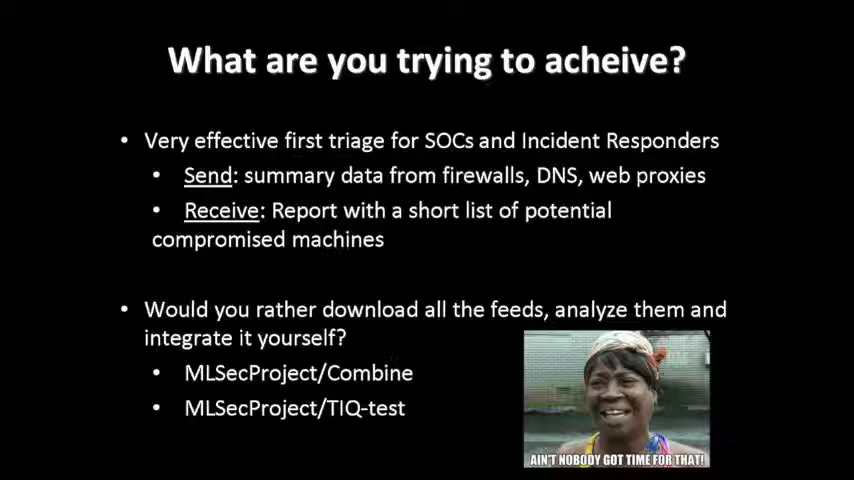 What are you trying to acheive?
• Very effective first triage for SOCs and Incident Responders
• Send: summary data from firewalls, DNS, web proxies
• Receive: Report with a short list of potential
compromised machines
• Would you rather download all the feeds, analyze them and
integrate it yourself?
• MLSecProject/Combine
• MLSecProject/TIQ-test
AIN'T NOBODY GOT TIME FOR THAT!